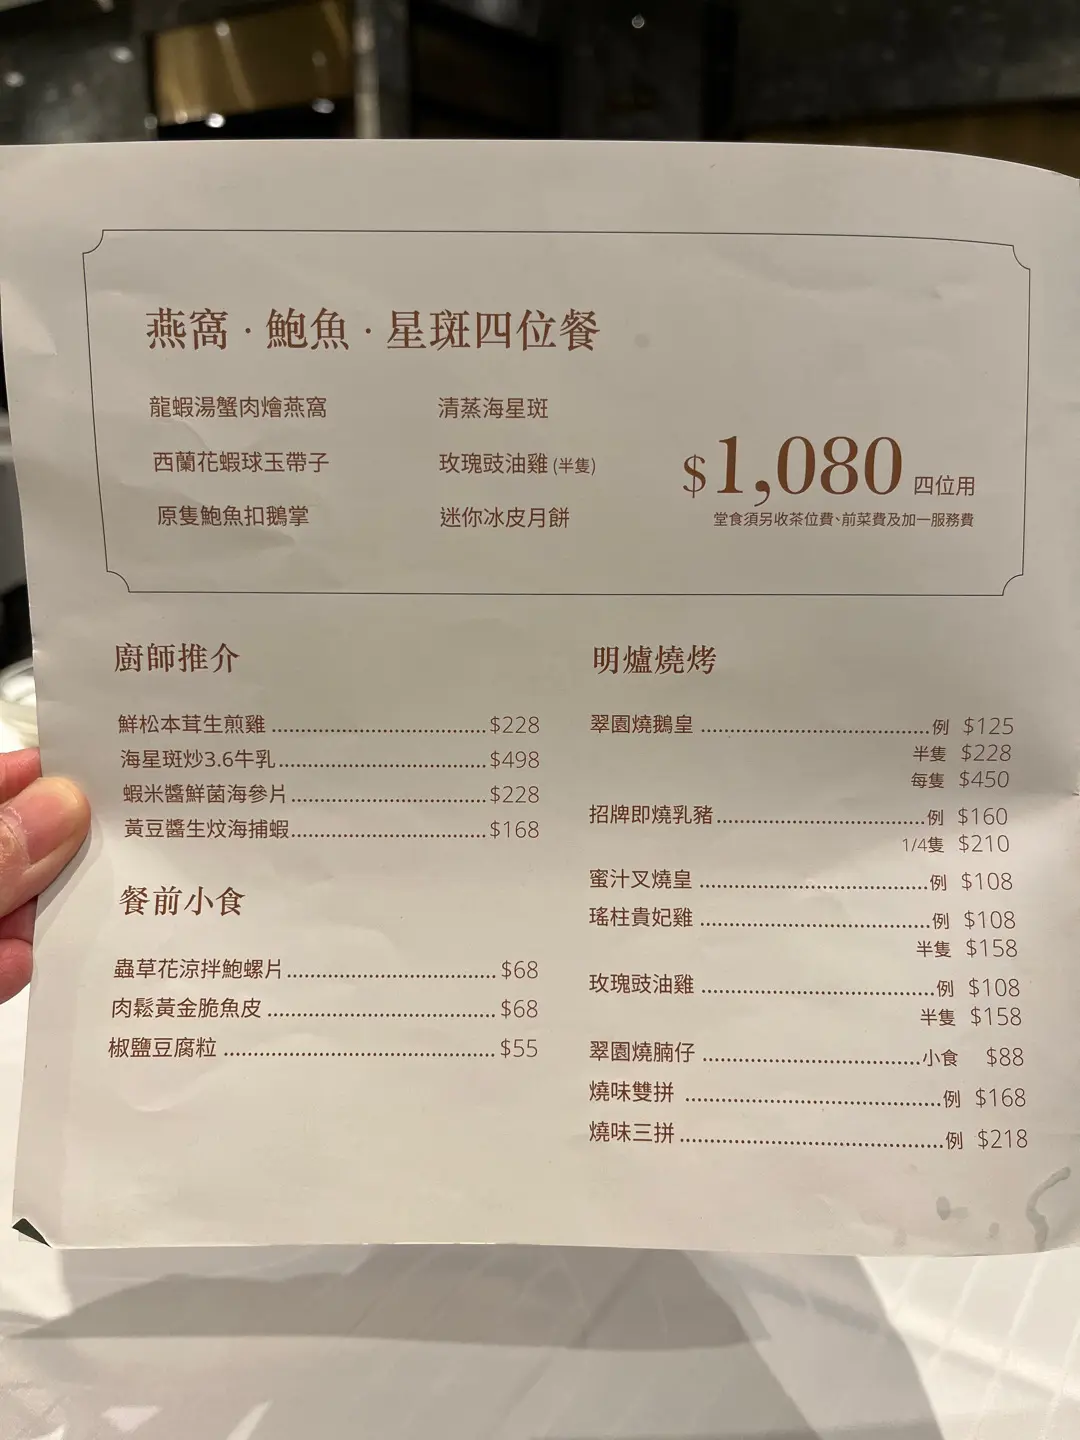 燕窩·鮑魚·星斑四位餐
龍蝦湯蟹肉燴燕窩
西蘭花蝦球玉帶子
原隻鮑魚扣鵝掌
清蒸海星斑
玫瑰豉油雞 (半隻)
迷你冰皮月餅
$1,080 四位用
堂食須另收茶位費、前菜費及加一服務費
廚師推介
鮮松本茸生煎雞 $228
海星斑炒3.6牛乳 $498
蝦米醬鮮菌海參片 $228
黃豆醬生炆海捕蝦 $168
餐前小食
蟲草花涼拌鮑螺片 $68
肉鬆黃金脆魚皮 $68
椒鹽豆腐粒 $55
明爐燒烤
翠園燒鵝皇 例 $125
半隻 $228
每隻 $450
招牌即燒乳豬 例 $160
1/4隻 $210
蜜汁叉燒皇 例 $108
瑤柱貴妃雞 例 $108
半隻 $158
玫瑰豉油雞 例 $108
半隻 $158
翠園燒腩仔 小食 $88
燒味雙拼 例 $168
燒味三拼 例 $218